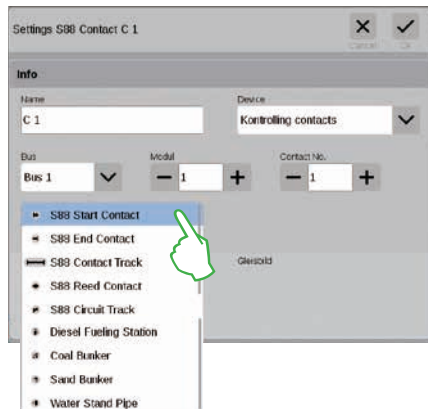 Settings S88 Contact C 1
Cancel OK
Info
Name Device
C 1 Kontrolling contacts
Bus Modul Contact No.
Bus 1 1 1
S88 Start Contact
S88 End Contact
S88 Contact Track
Gleisbild
S88 Reed Contact
S88 Circuit Track
Diesel Fueling Station
Coal Bunker
Sand Bunker
Water Stand Pipe